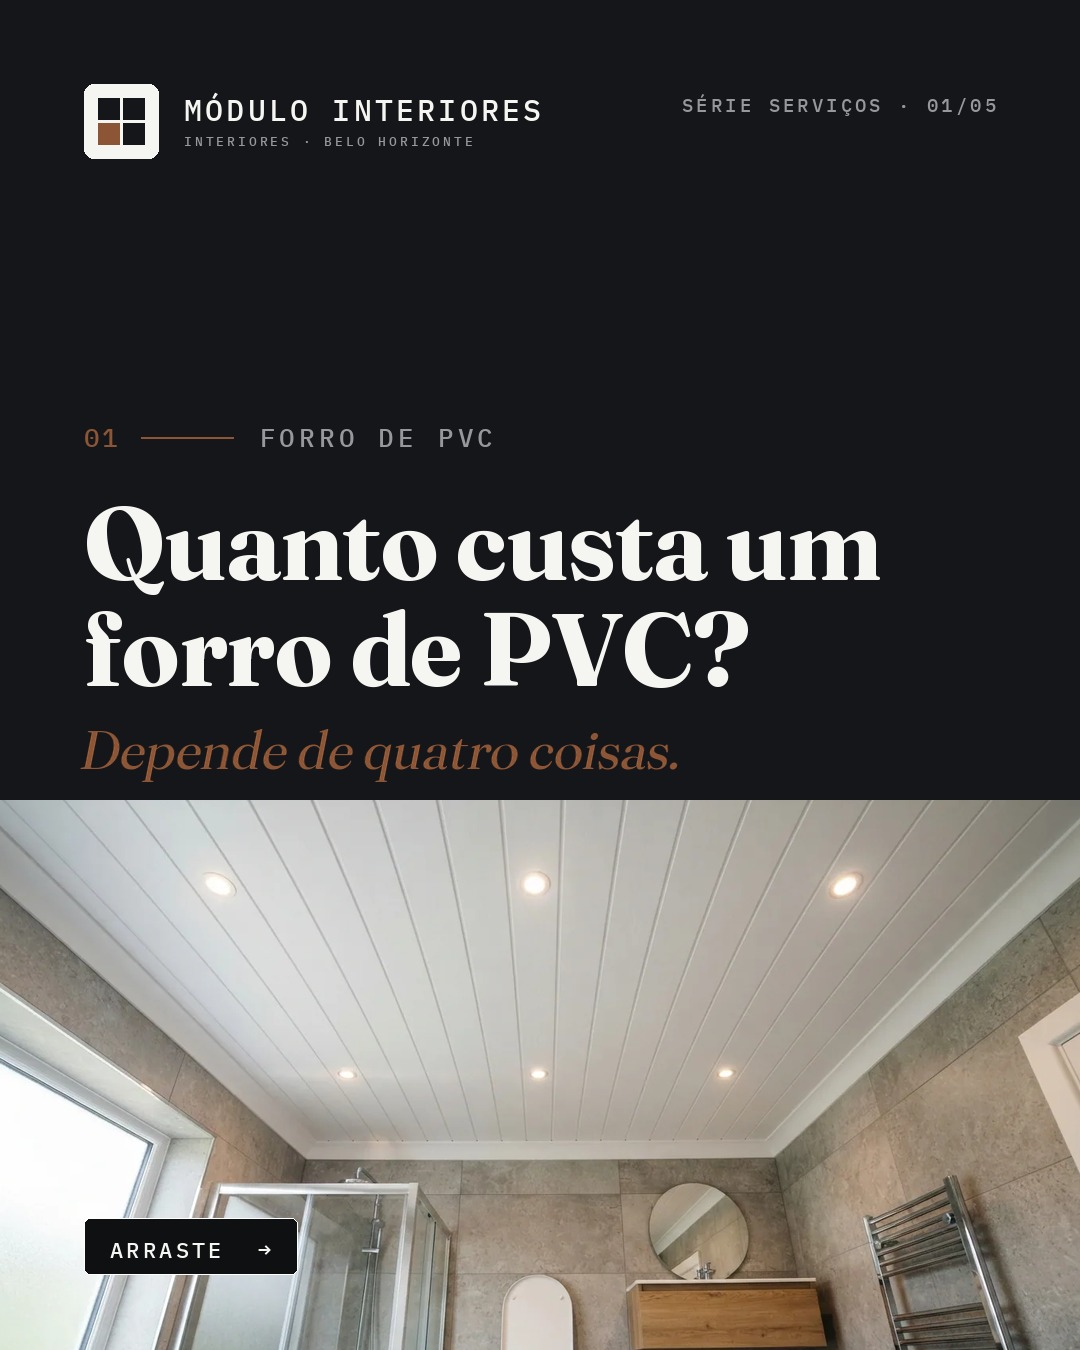 MÓDULO INTERIORES
INTERIORES · BELO HORIZONTE
SÉRIE SERVIÇOS · 01/05
01 FORRO DE PVC
Quanto custa um
forro de PVC?
Depende de quatro coisas.
ARRASTE →